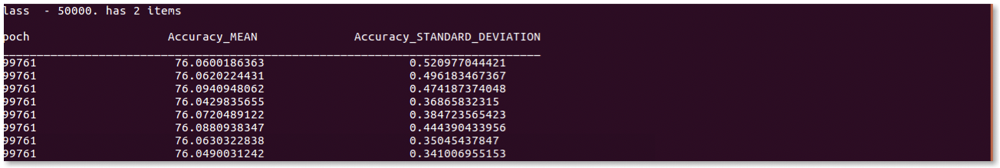 lass - 50000. has 2 items
poch Accuracy_MEAN Accuracy_STANDARD_DEVIATION
99761 76.0600186363 0.520977044421
99761 76.0620224431 0.496183467367
99761 76.0940948062 0.474187374048
99761 76.0429835655 0.36865832315
99761 76.0720489122 0.384723565423
99761 76.0880938347 0.444390433956
99761 76.0630322838 0.35045437847
99761 76.0490031242 0.341006955153